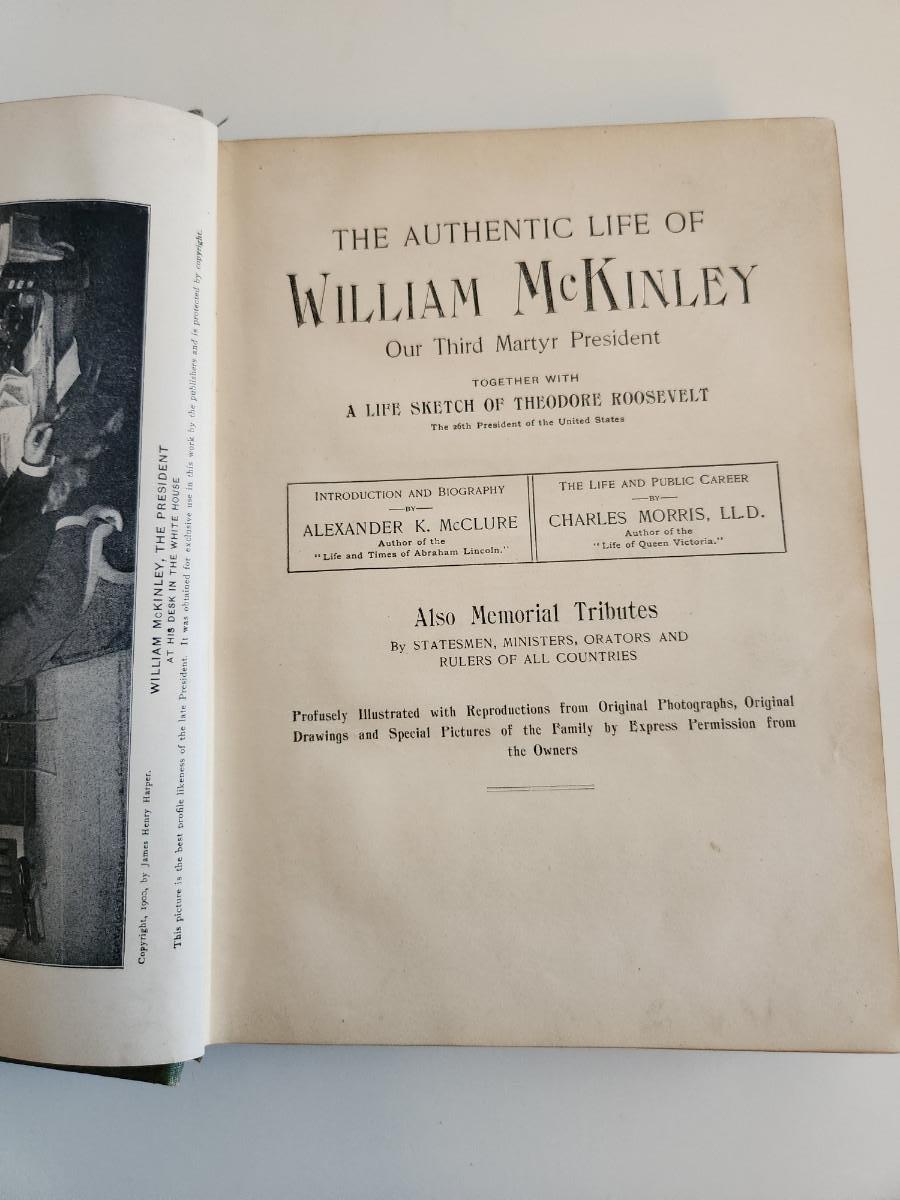 WILLIAM McKINLEY, THE PRESIDENT
AT HIS DESK IN THE WHITE HOUSE
Copyright, 1900, by James Henry Harper.
This picture is the best profile likeness of the late President. It was obtained for exclusive use in this work by the publishers and is protected by copyright.
THE AUTHENTIC LIFE OF
WILLIAM McKINLEY
Our Third Martyr President
TOGETHER WITH
A LIFE SKETCH OF THEODORE ROOSEVELT
The 26th President of the United States
INTRODUCTION AND BIOGRAPHY
—BY—
ALEXANDER K. McCLURE
Author of the
"Life and Times of Abraham Lincoln."
THE LIFE AND PUBLIC CAREER
—BY—
CHARLES MORRIS, LL.D.
Author of the
"Life of Queen Victoria."
Also Memorial Tributes
By STATESMEN, MINISTERS, ORATORS AND
RULERS OF ALL COUNTRIES
Profusely Illustrated with Reproductions from Original Photographs, Original
Drawings and Special Pictures of the Family by Express Permission from
the Owners